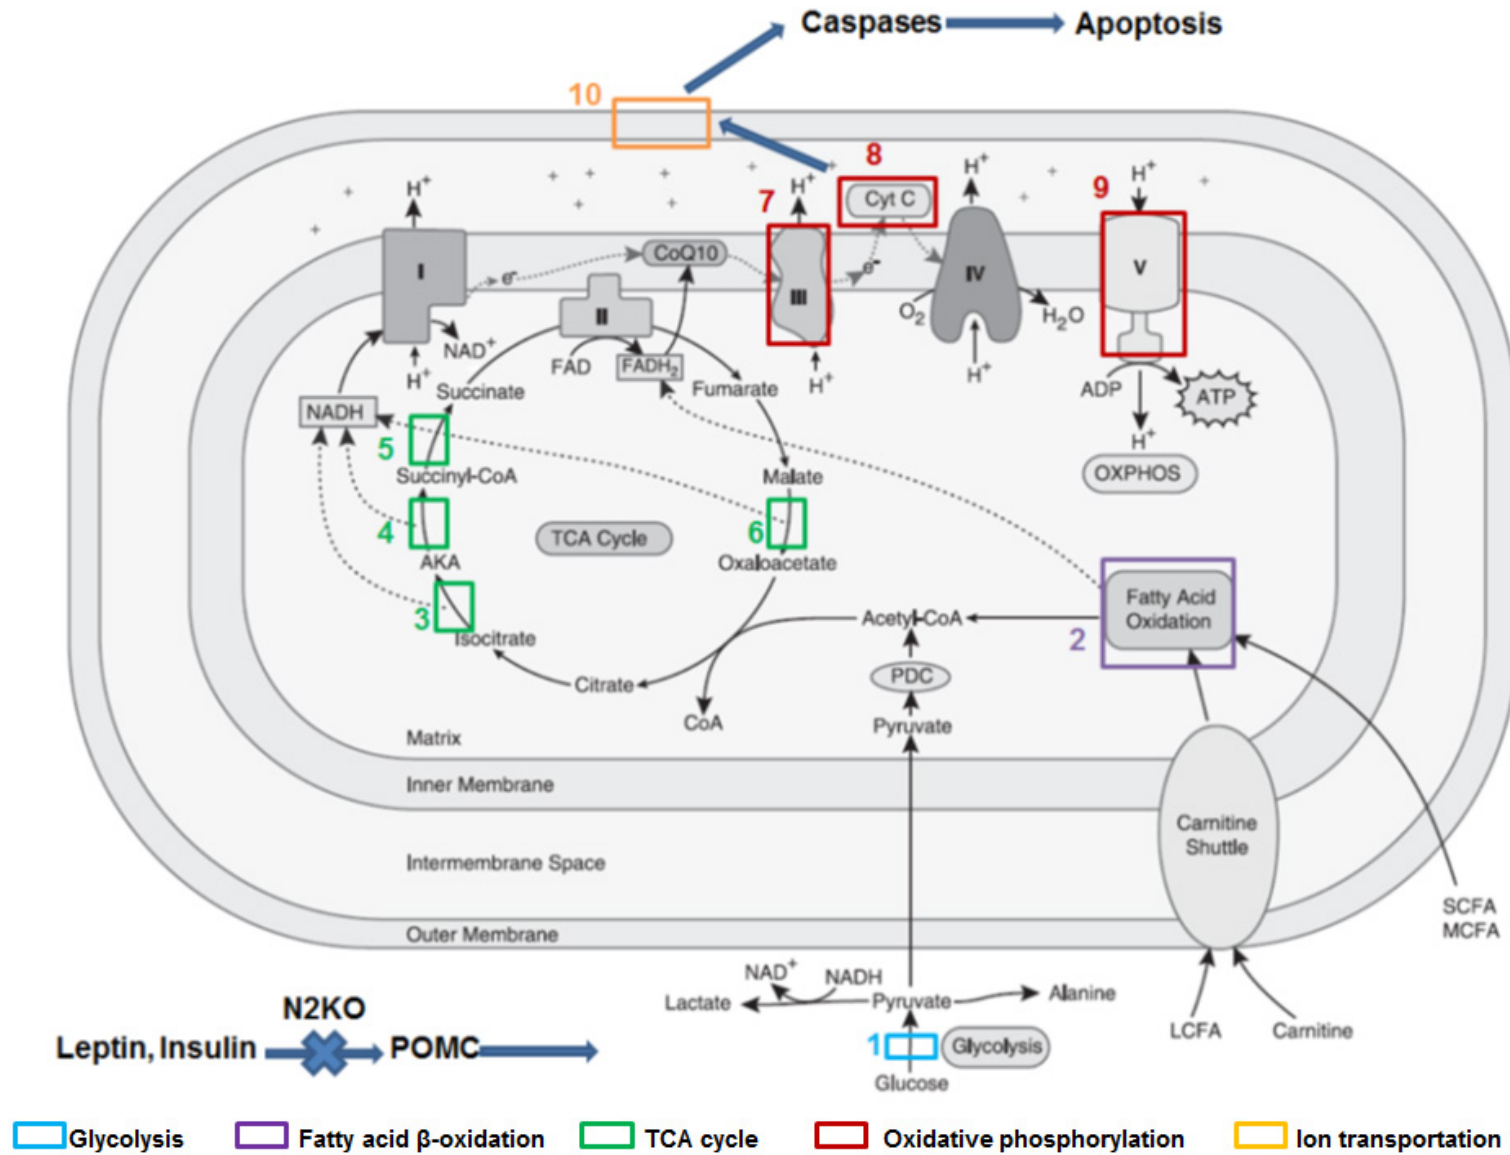 Caspases
Apoptosis
10
8
H⁺
H⁺
H⁺
7
9
H⁺
Cyt C
CoQ10
I
e⁻
III
e⁻
IV
V
II
O₂
H₂O
NAD⁺
FAD
FADH₂
H⁺
H⁺
H⁺
ADP
ATP
Succinate
Fumarate
NADH
H⁺
5
Succinyl-CoA
Malate
OXPHOS
4
TCA Cycle
6
AKA
Oxaloacetate
3
Isocitrate
Acetyl-CoA
Fatty Acid
Oxidation
2
Citrate
PDC
CoA
Pyruvate
Matrix
Inner Membrane
Carnitine
Shuttle
Intermembrane Space
SCFA
MCFA
Outer Membrane
NAD⁺
NADH
Lactate
Pyruvate
Alanine
N2KO
LCFA
Carnitine
Leptin, Insulin
POMC
1
Glycolysis
Glucose
Glycolysis
Fatty acid β-oxidation
TCA cycle
Oxidative phosphorylation
Ion transportation